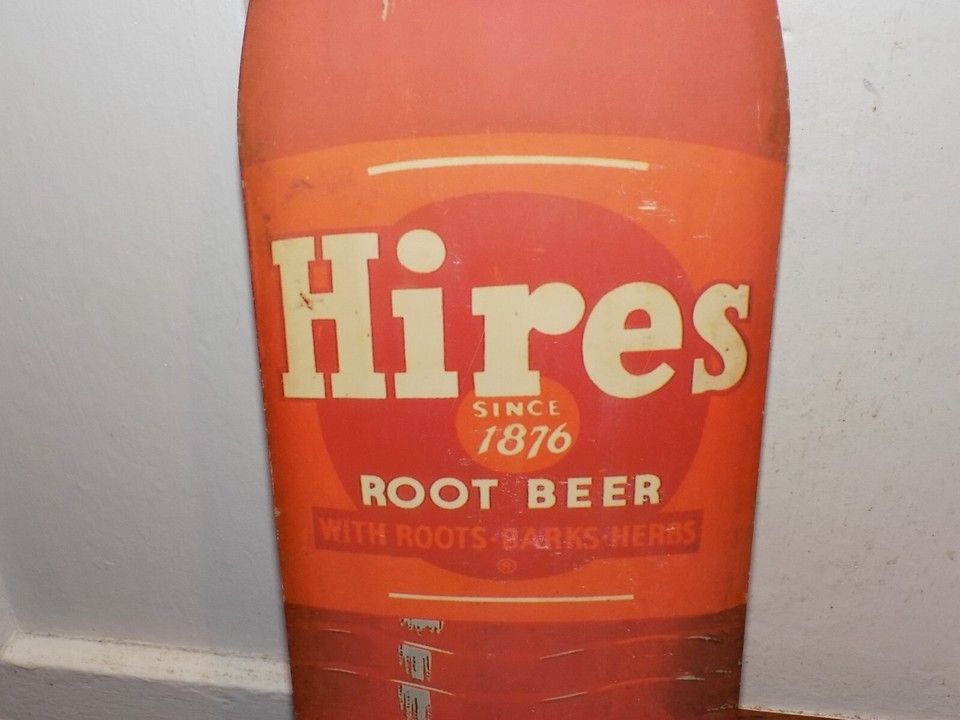 Hires
SINCE
1876
ROOT BEER
WITH ROOTS-BARKS-HERBS
®